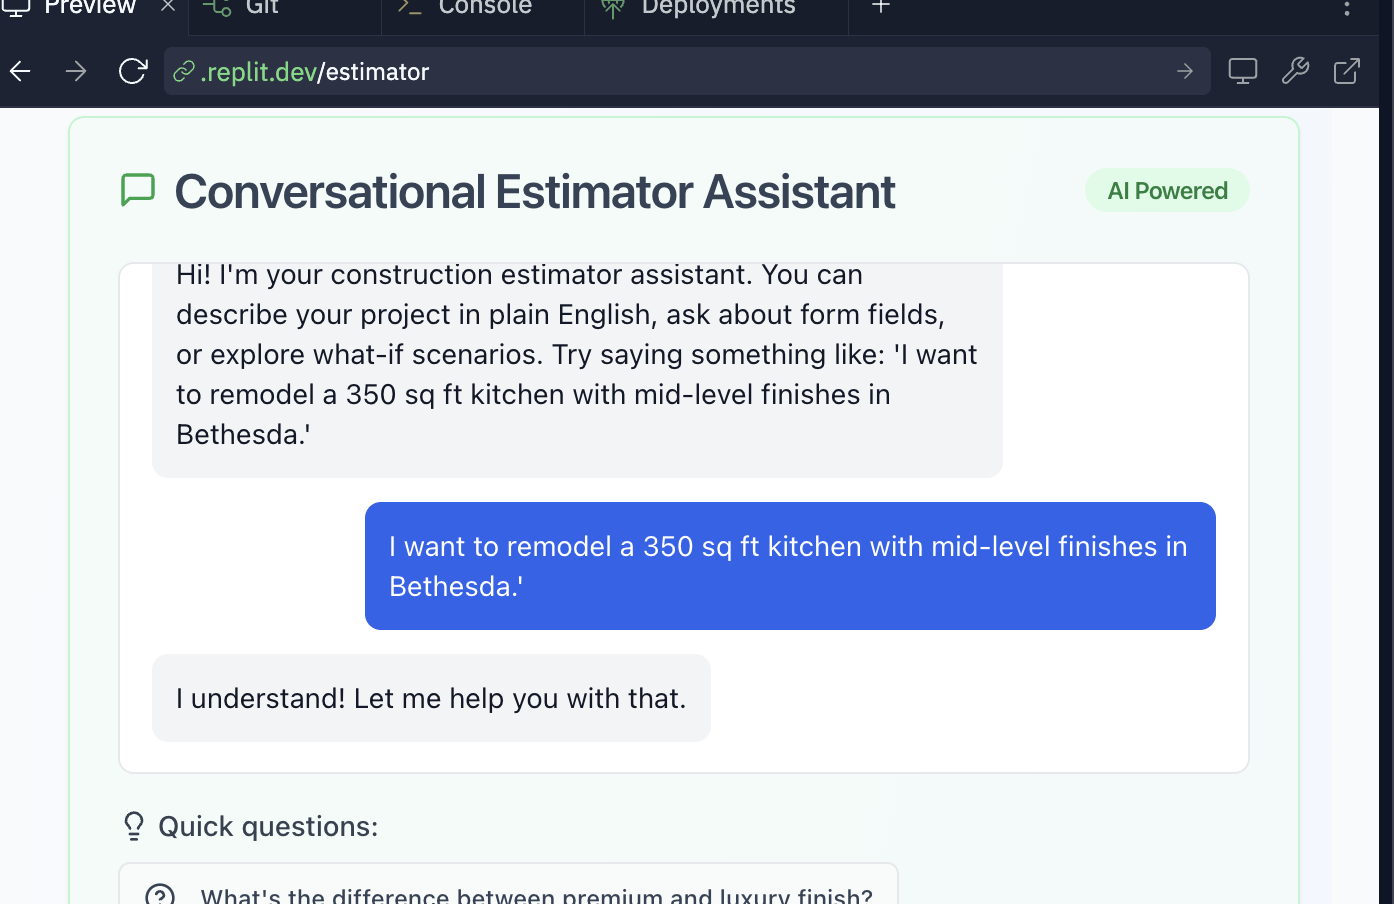 Preview × Git Console Deployments +
.replit.dev/estimator
Conversational Estimator Assistant
AI Powered
Hi! I'm your construction estimator assistant. You can
describe your project in plain English, ask about form fields,
or explore what-if scenarios. Try saying something like: 'I want
to remodel a 350 sq ft kitchen with mid-level finishes in
Bethesda.'
I want to remodel a 350 sq ft kitchen with mid-level finishes in
Bethesda.'
I understand! Let me help you with that.
Quick questions:
What's the difference between premium and luxury finish?